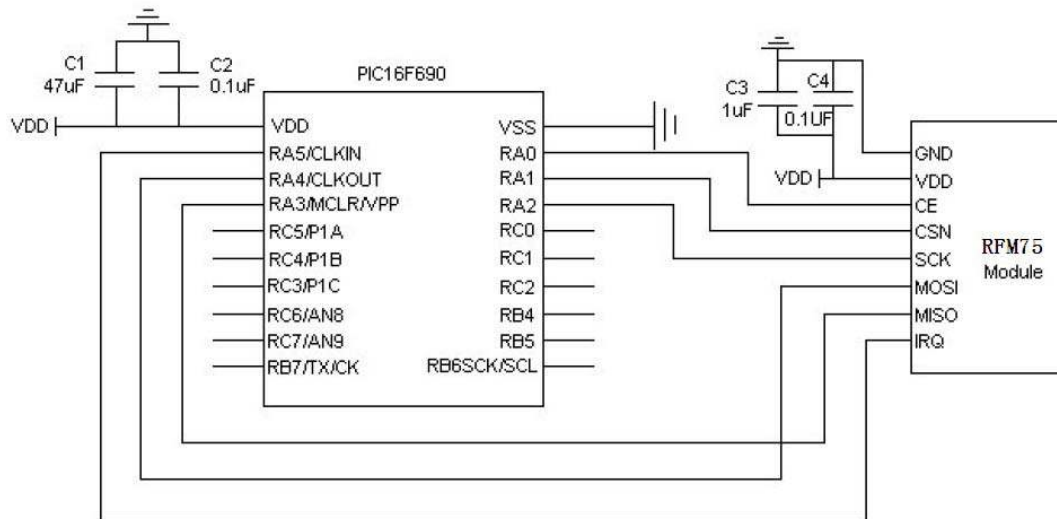 C1
47uF
C2
0.1uF
VDD
PIC16F690
VDD
RA5/CLKIN
RA4/CLKOUT
RA3/MCLR/VPP
RC5/P1A
RC4/P1B
RC3/P1C
RC6/AN8
RC7/AN9
RB7/TX/CK
VSS
RA0
RA1
RA2
RC0
RC1
RC2
RB4
RB5
RB6SCK/SCL
C3
1uF
C4
0.1UF
VDD
GND
VDD
CE
CSN
SCK
MOSI
MISO
IRQ
RFM75
Module